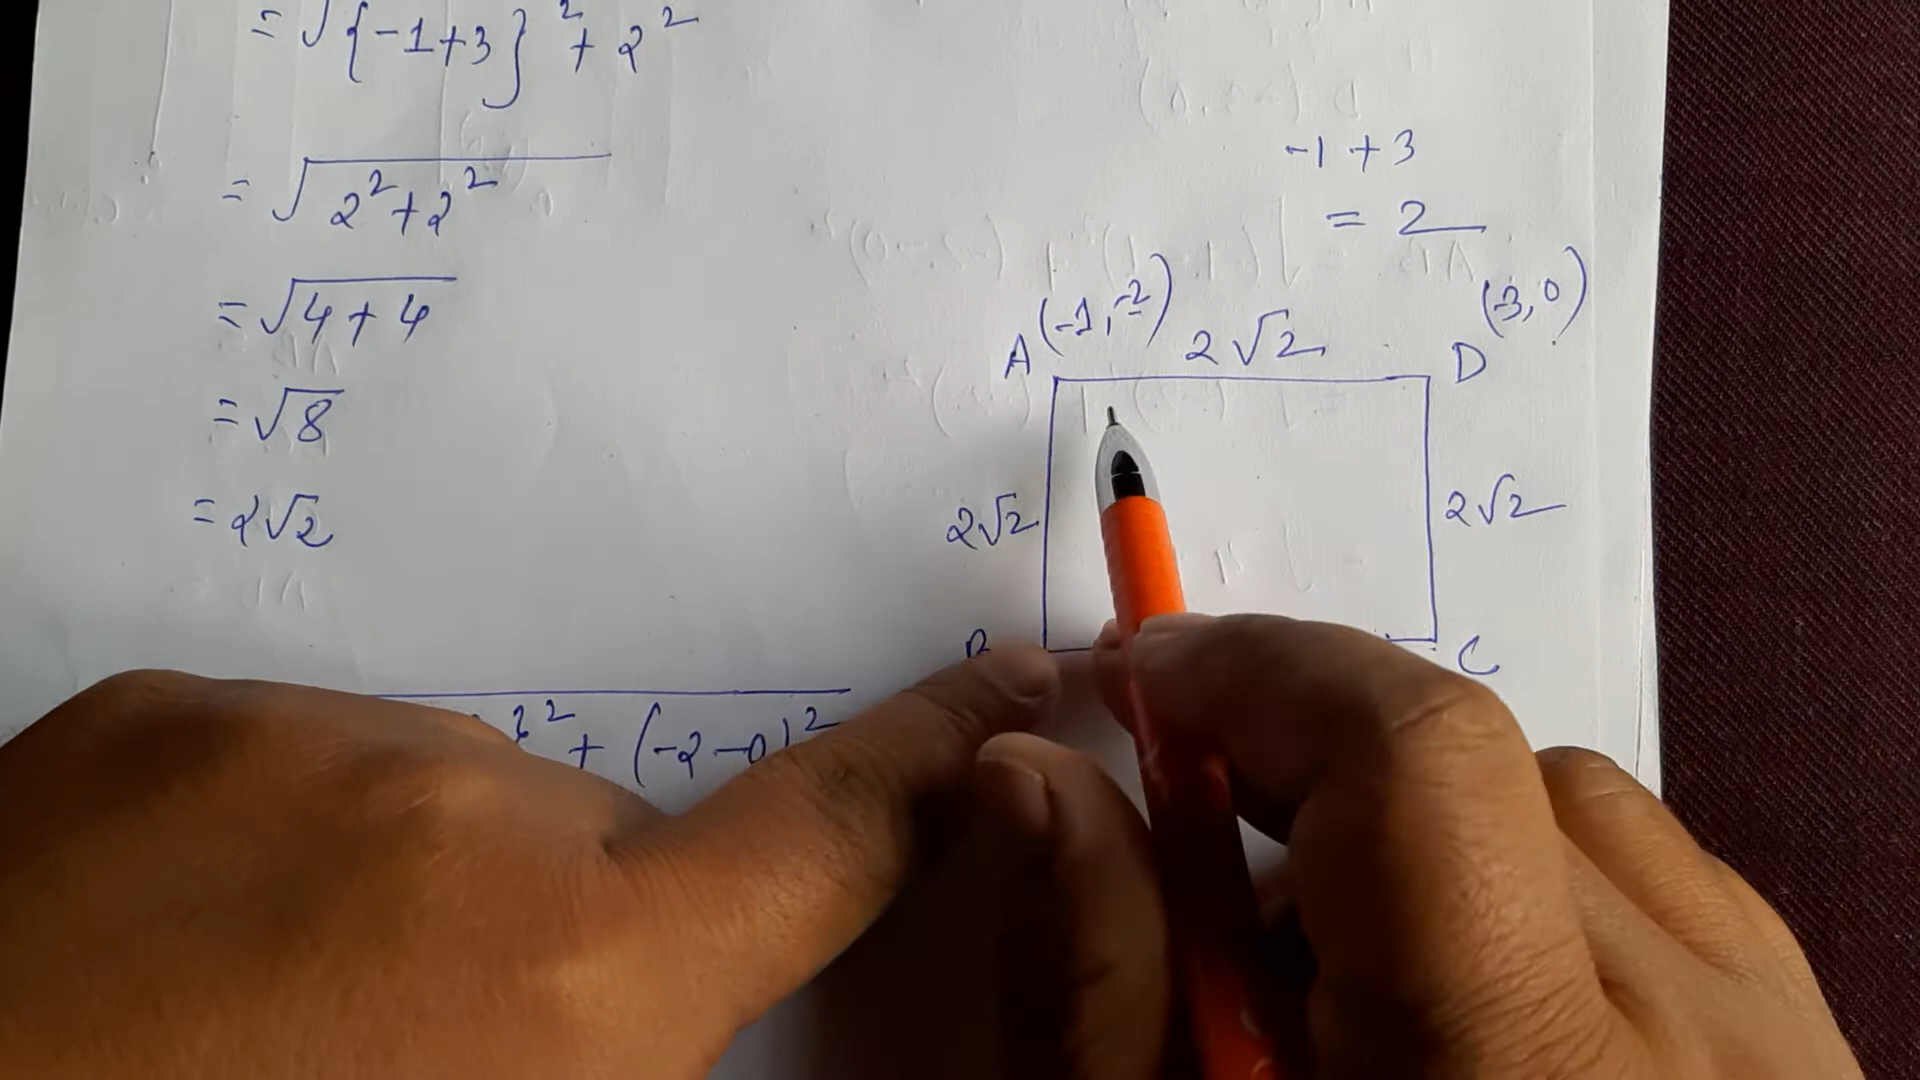 = √{-1+3}² + 2²
= √2²+2²
= √4+4
= √8
= 2√2
² + (-2-0)²
-1 + 3
= 2
A (-1,-2) 2√2 D (-3,0)
2√2 2√2
B C